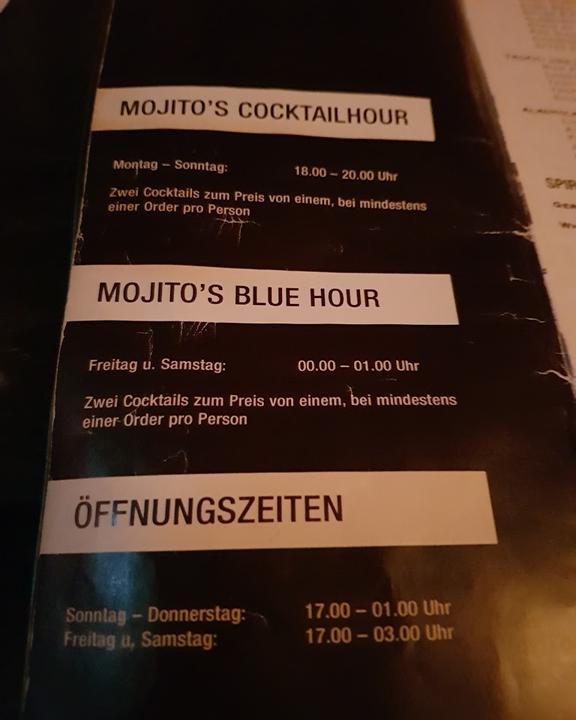 MOJITO'S COCKTAILHOUR
Montag – Sonntag: 18.00 – 20.00 Uhr
Zwei Cocktails zum Preis von einem, bei mindestens
einer Order pro Person
MOJITO'S BLUE HOUR
Freitag u. Samstag: 00.00 – 01.00 Uhr
Zwei Cocktails zum Preis von einem, bei mindestens
einer Order pro Person
ÖFFNUNGSZEITEN
Sonntag – Donnerstag: 17.00 – 01.00 Uhr
Freitag u. Samstag: 17.00 – 03.00 Uhr